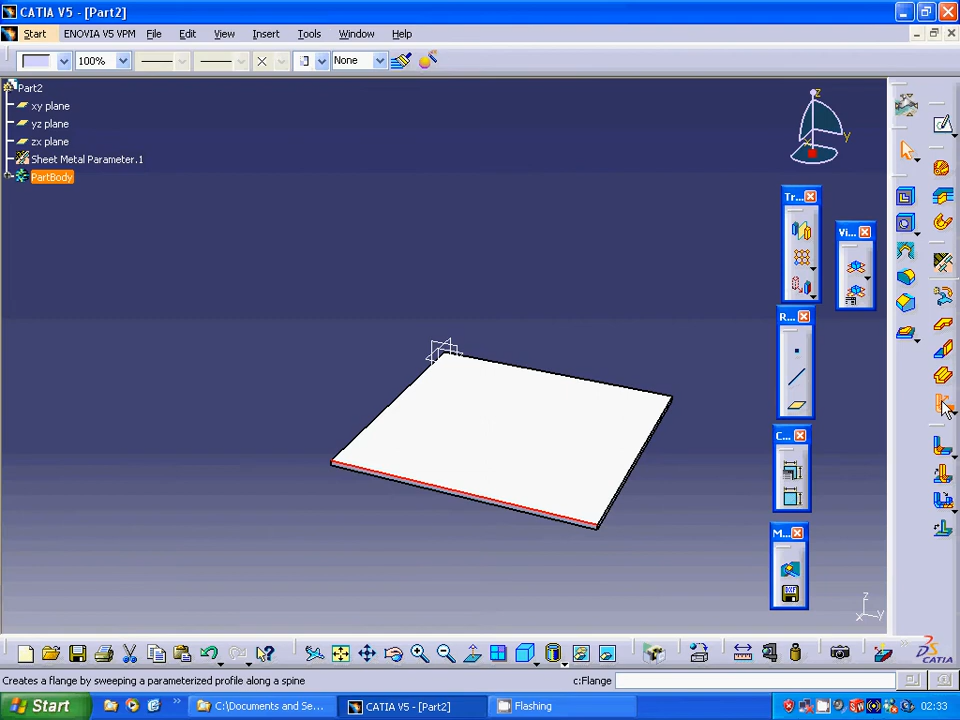 CATIA V5 - [Part2]
Start ENOVIA V5 VPM File Edit View Insert Tools Window Help
100% None
Part2
xy plane
yz plane
zx plane
Sheet Metal Parameter.1
PartBody
z
y
x
Tr...
Vi...
R...
C...
M...
z
x y
CATIA
Creates a flange by sweeping a parameterized profile along a spine c:Flange
Start C:\Documents and Se... CATIA V5 - [Part2] Flashing 02:33